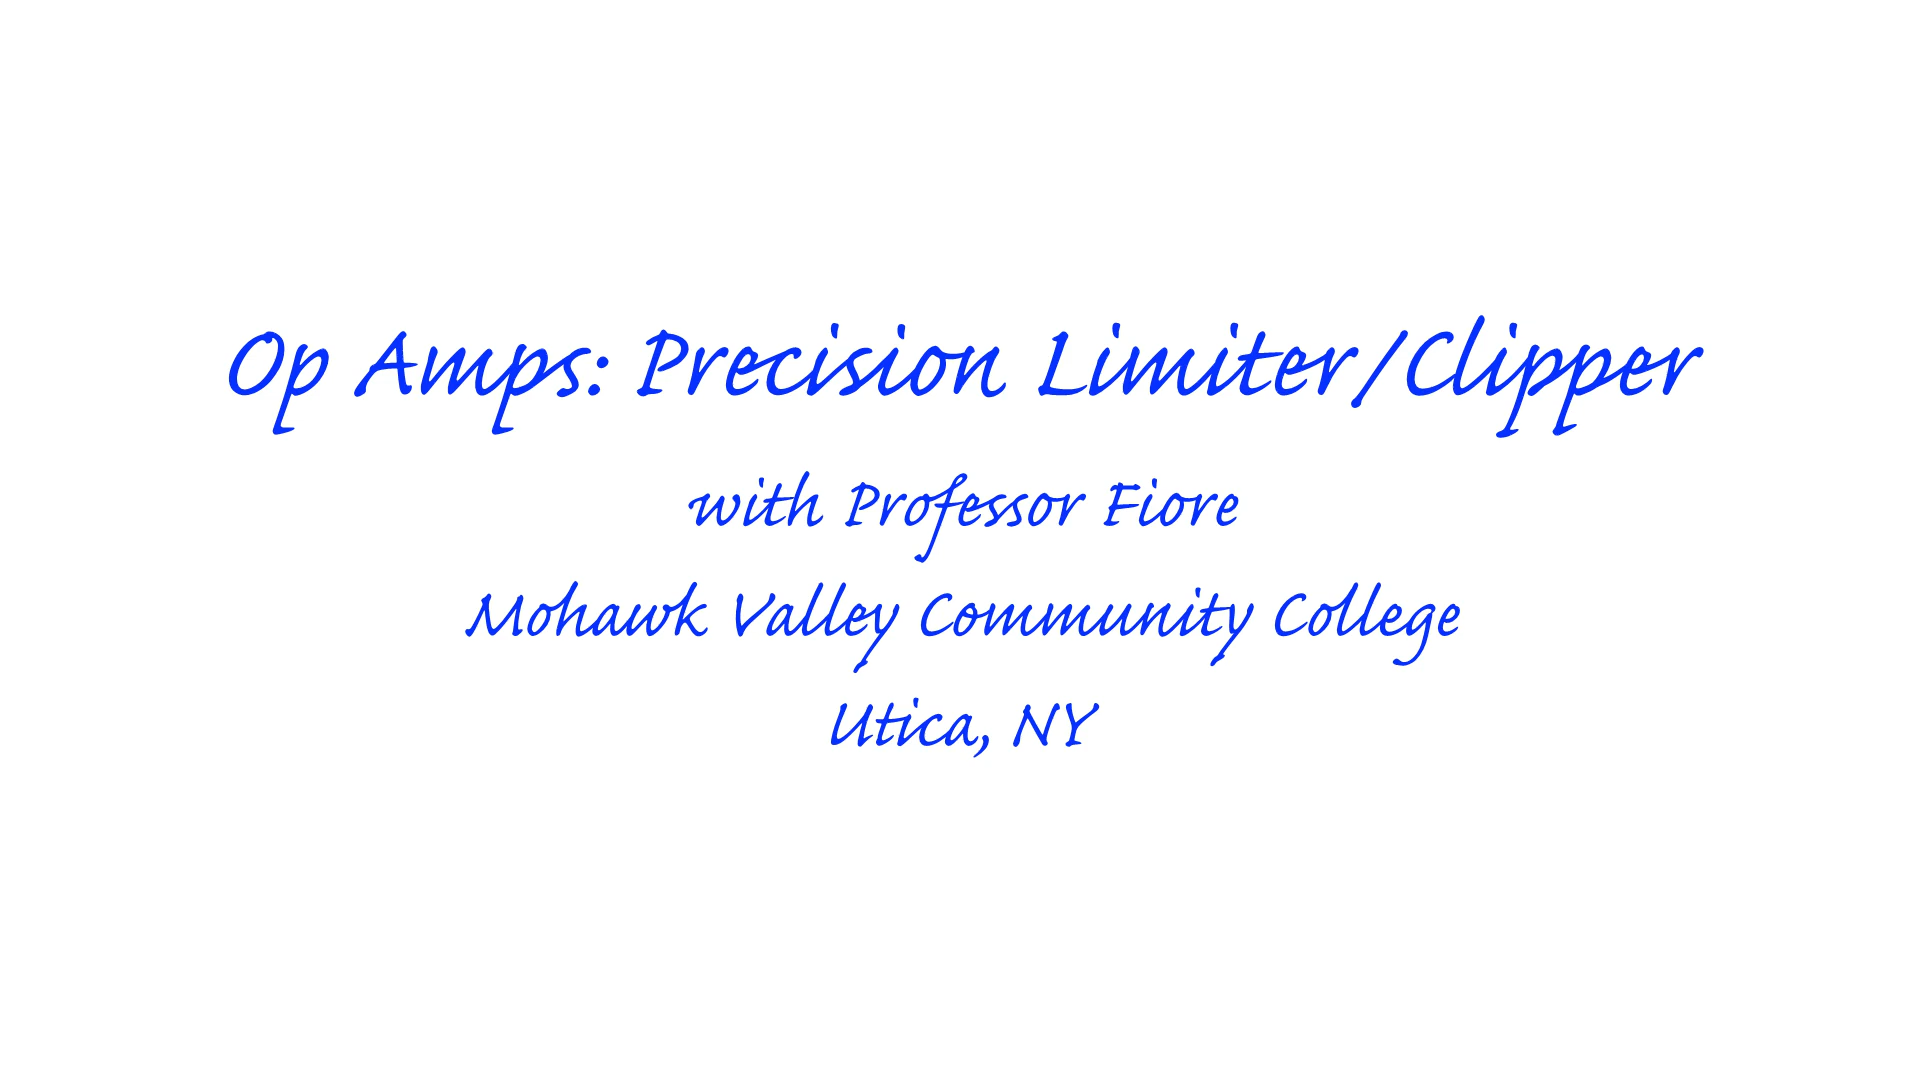 Op Amps: Precision Limiter/Clipper
with Professor Fiore
Mohawk Valley Community College
Utica, NY